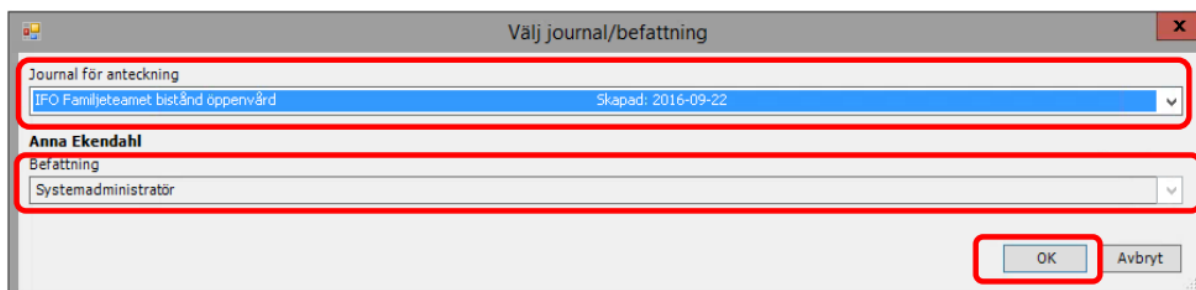 Välj journal/befattning
x
Journal för anteckning
IFO Familjeteamet bistånd öppenvård Skapad: 2016-09-22
Anna Ekendahl
Befattning
Systemadministratör
OK Avbryt